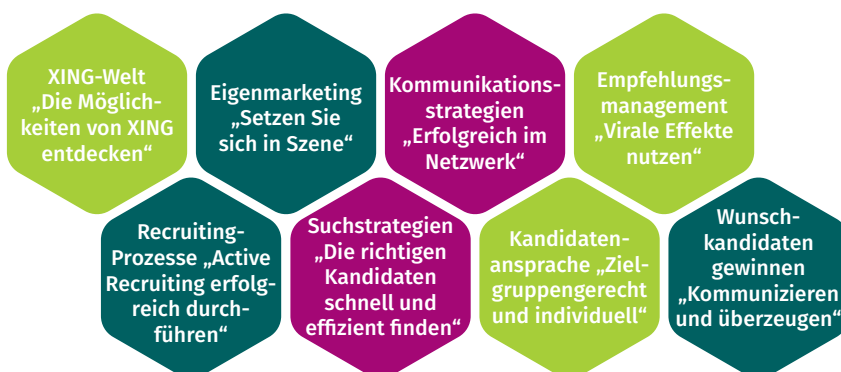 XING-Welt
„Die Möglich-
keiten von XING
entdecken“
Eigenmarketing
„Setzen Sie
sich in Szene“
Kommunikations-
strategien
„Erfolgreich im
Netzwerk“
Empfehlungs-
management
„Virale Effekte
nutzen“
Recruiting-
Prozesse „Active
Recruiting erfolg-
reich durch-
führen“
Suchstrategien
„Die richtigen
Kandidaten
schnell und
effizient finden“
Kandidaten-
ansprache „Ziel-
gruppengerecht
und individuell“
Wunsch-
kandidaten
gewinnen
„Kommunizieren
und überzeugen“